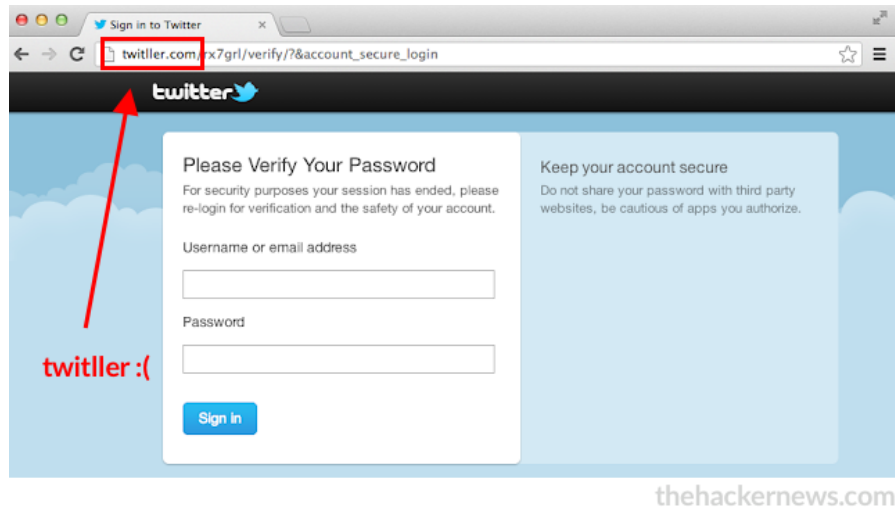 Sign in to Twitter
twitller.com/rx7grl/verify/?&account_secure_login
twitter
Please Verify Your Password
For security purposes your session has ended, please
re-login for verification and the safety of your account.
Username or email address
Password
Sign in
Keep your account secure
Do not share your password with third party
websites, be cautious of apps you authorize.
twitller :(
thehackernews.com